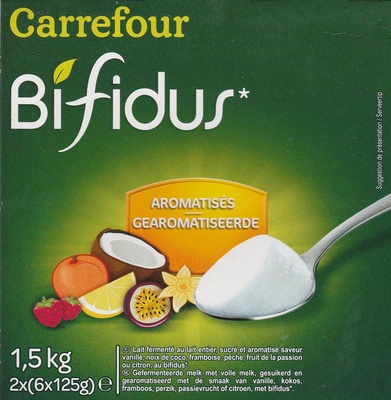 Carrefour
Bifidus*
AROMATISÉS
GEAROMATISEERDE
Suggestion de présentation / Serveertip
1,5 kg
2x(6x125g) ℮
Lait fermenté au lait entier, sucré et aromatisé saveur
vanille, noix de coco, framboise, pêche, fruit de la passion
ou citron, au bifidus*.
Gefermenteerde melk met volle melk, gesuikerd en
gearomatiseerd met de smaak van vanille, kokos,
framboos, perzik, passievrucht of citroen, met bifidus*.